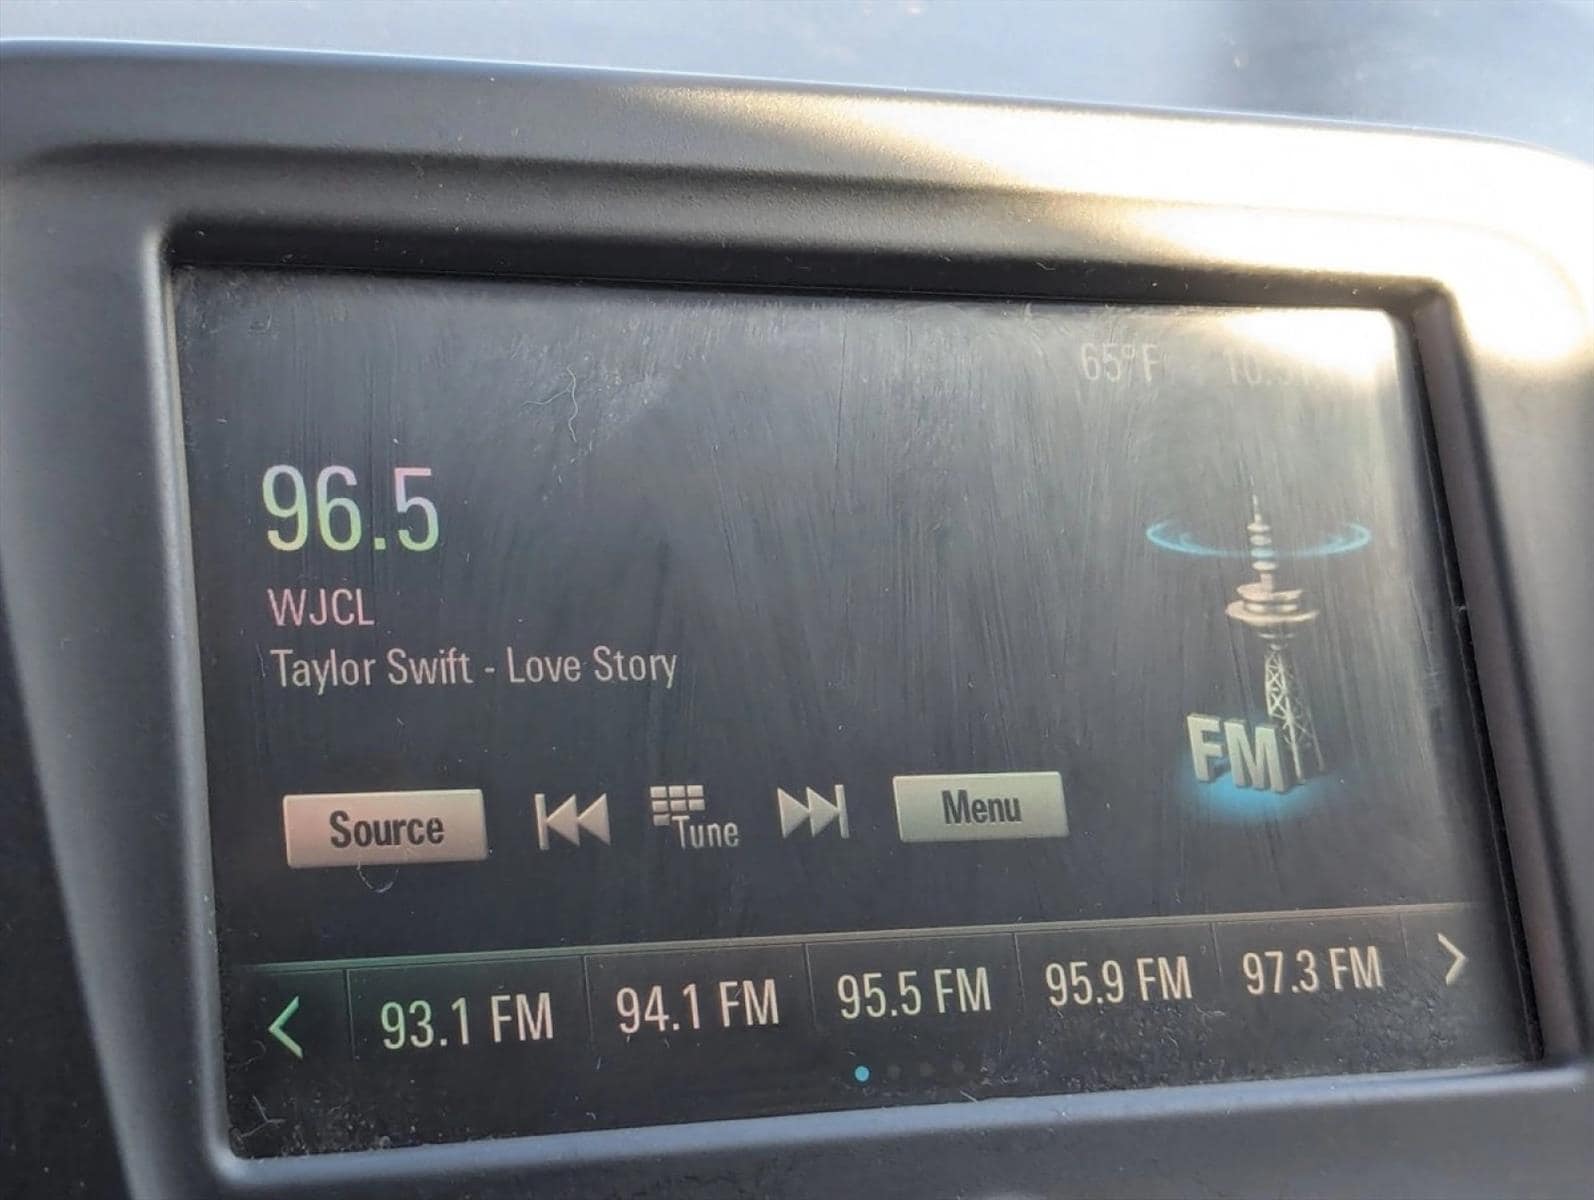 65°F
96.5
WJCL
Taylor Swift - Love Story
Source
Tune
Menu
FM
93.1 FM
94.1 FM
95.5 FM
95.9 FM
97.3 FM